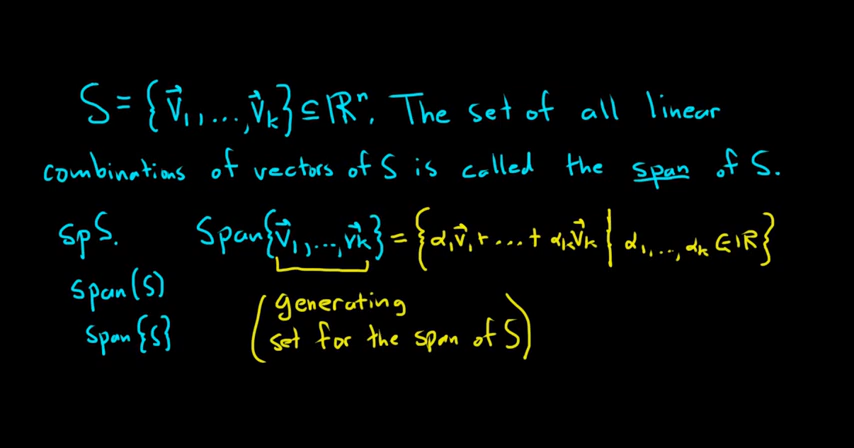 S = {v⃗₁, ..., v⃗ₖ} ⊆ ℝⁿ. The set of all linear
combinations of vectors of S is called the span of S.
sp S. Span{v⃗₁, ..., v⃗ₖ} = {α₁v⃗₁ + ... + αₖv⃗ₖ | α₁, ..., αₖ ∈ ℝ}
span(S)
span{S}
(generating
set for the span of S)